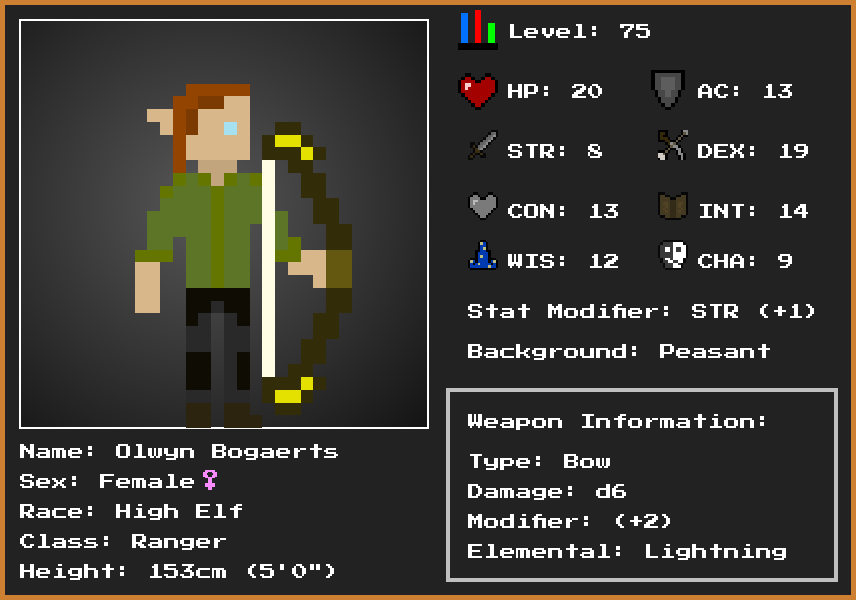 Level: 75
HP: 20
AC: 13
STR: 8
DEX: 19
CON: 13
INT: 14
WIS: 12
CHA: 9
Stat Modifier: STR (+1)
Background: Peasant
Name: Olwyn Bogaerts
Sex: Female♀
Race: High Elf
Class: Ranger
Height: 153cm (5'0")
Weapon Information:
Type: Bow
Damage: d6
Modifier: (+2)
Elemental: Lightning